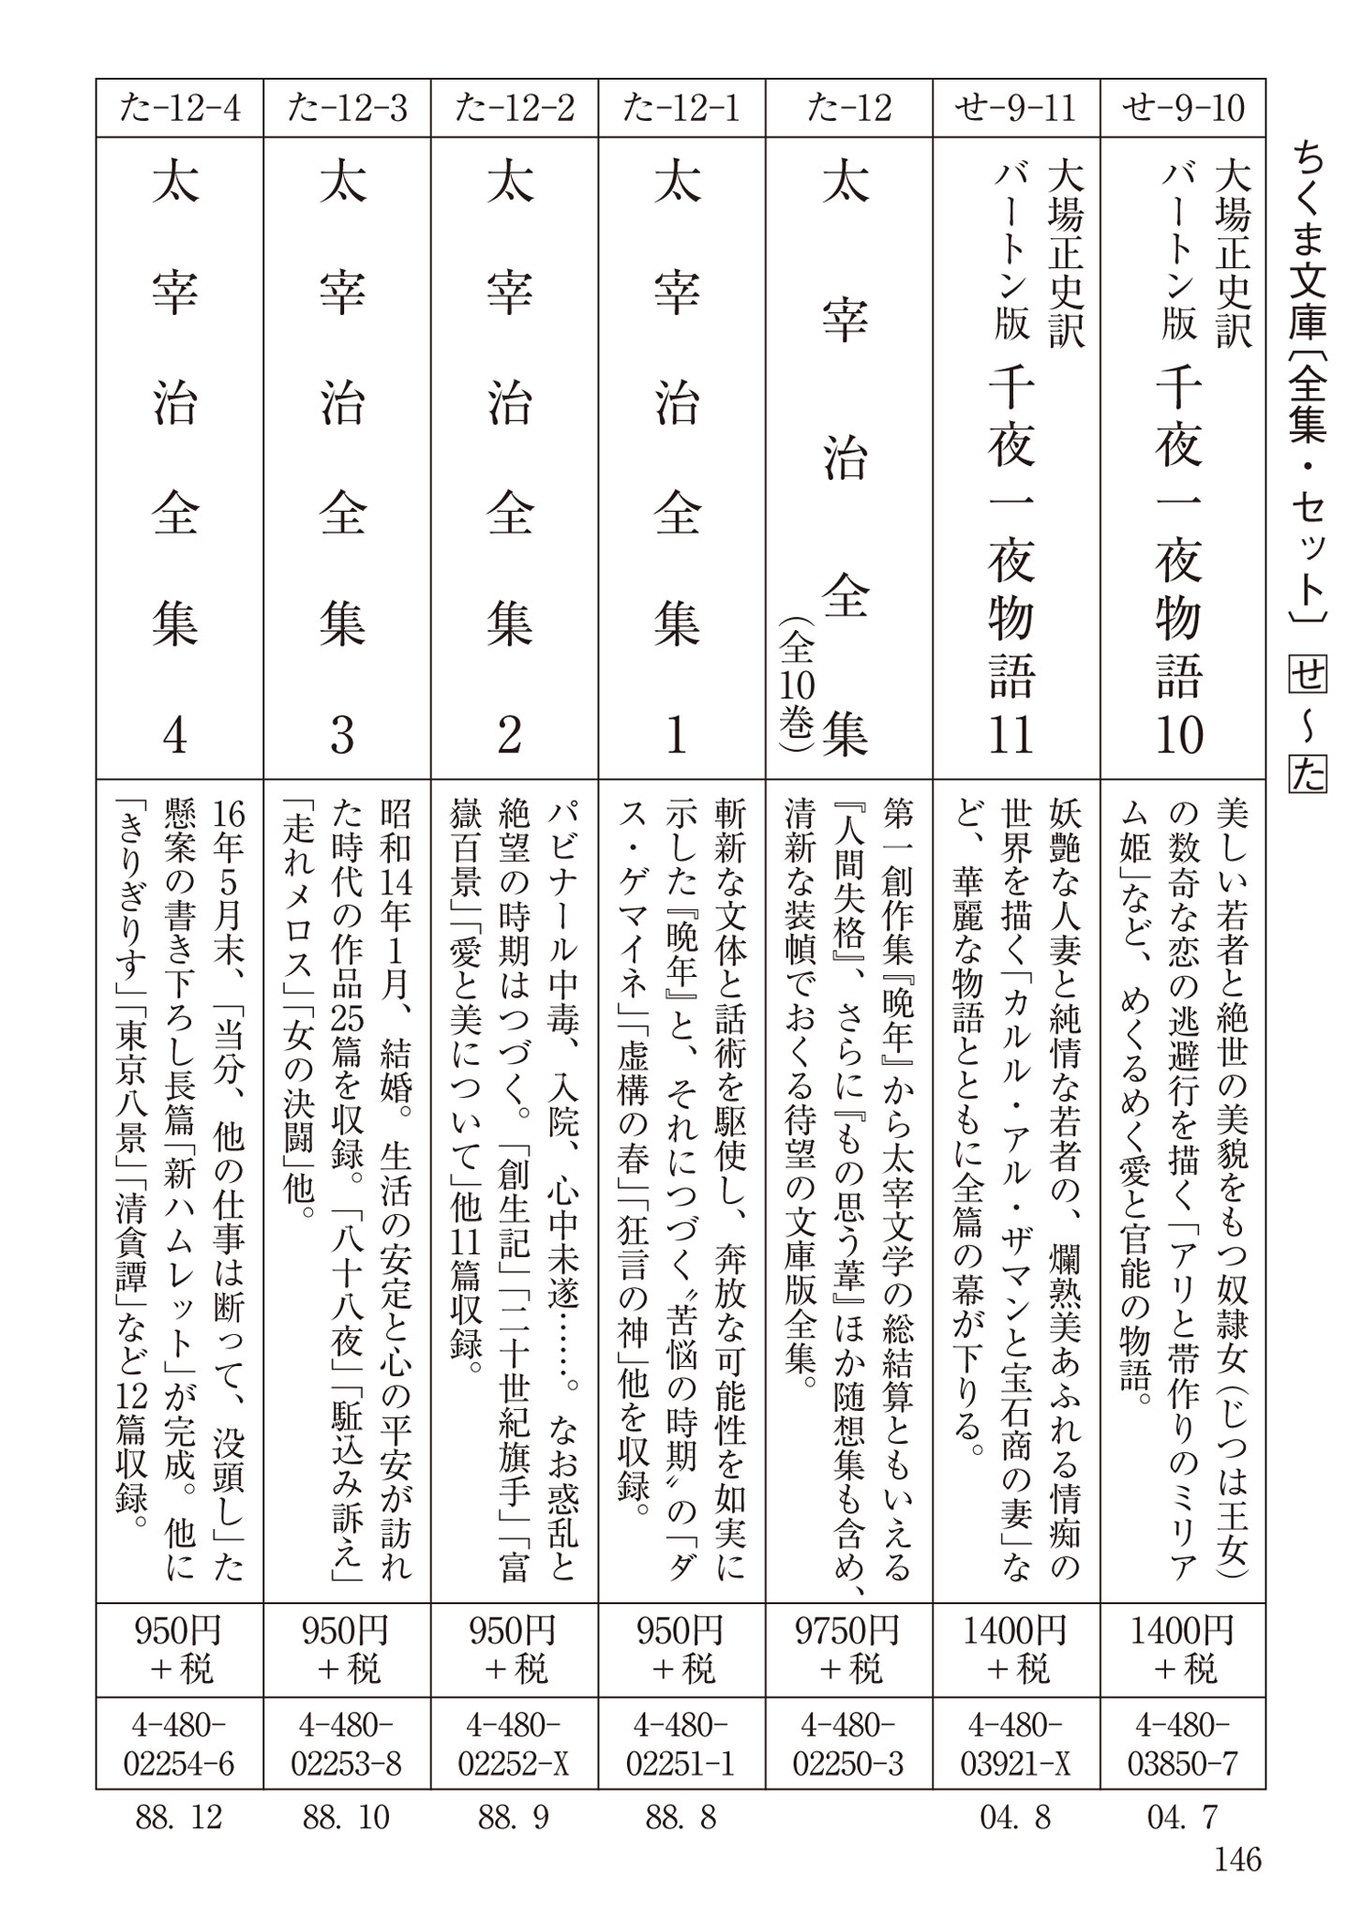 ちくま文庫〔全集・セット〕 せ〜た
せ-9-10
大場正史訳
バートン版 千夜一夜物語10
美しい若者と絶世の美貌をもつ奴隷女（じつは王女）
の数奇な恋の逃避行を描く「アリと帯作りのミリア
ム姫」など、めくるめく愛と官能の物語。
1400円
＋税
4-480-
03850-7
04. 7
せ-9-11
大場正史訳
バートン版 千夜一夜物語11
妖艶な人妻と純情な若者の、爛熟美あふれる情痴の
世界を描く「カルル・アル・ザマンと宝石商の妻」な
ど、華麗な物語とともに全篇の幕が下りる。
1400円
＋税
4-480-
03921-X
04. 8
た-12
太宰治全集
（全10巻）
第一創作集『晩年』から太宰文学の総結算ともいえる
『人間失格』、さらに『もの思う葦』ほか随想集も含め、
清新な装幀でおくる待望の文庫版全集。
9750円
＋税
4-480-
02250-3
た-12-1
太宰治全集 1
斬新な文体と話術を駆使し、奔放な可能性を如実に
示した『晩年』と、それにつづく〝苦悩の時期〟の「ダ
ス・ゲマイネ」「虚構の春」「狂言の神」他を収録。
950円
＋税
4-480-
02251-1
88. 8
た-12-2
太宰治全集 2
パビナール中毒、入院、心中未遂……。なお惑乱と
絶望の時期はつづく。「創生記」「二十世紀旗手」「富
嶽百景」「愛と美について」他11篇収録。
950円
＋税
4-480-
02252-X
88. 9
た-12-3
太宰治全集 3
昭和14年1月、結婚。生活の安定と心の平安が訪れ
た時代の作品25篇を収録。「八十八夜」「駈込み訴え」
「走れメロス」「女の決闘」他。
950円
＋税
4-480-
02253-8
88. 10
た-12-4
太宰治全集 4
16年5月末、「当分、他の仕事は断って、没頭し」た
懸案の書き下ろし長篇「新ハムレット」が完成。他に
「きりぎりす」「東京八景」「清貧譚」など12篇収録。
950円
＋税
4-480-
02254-6
88. 12
146